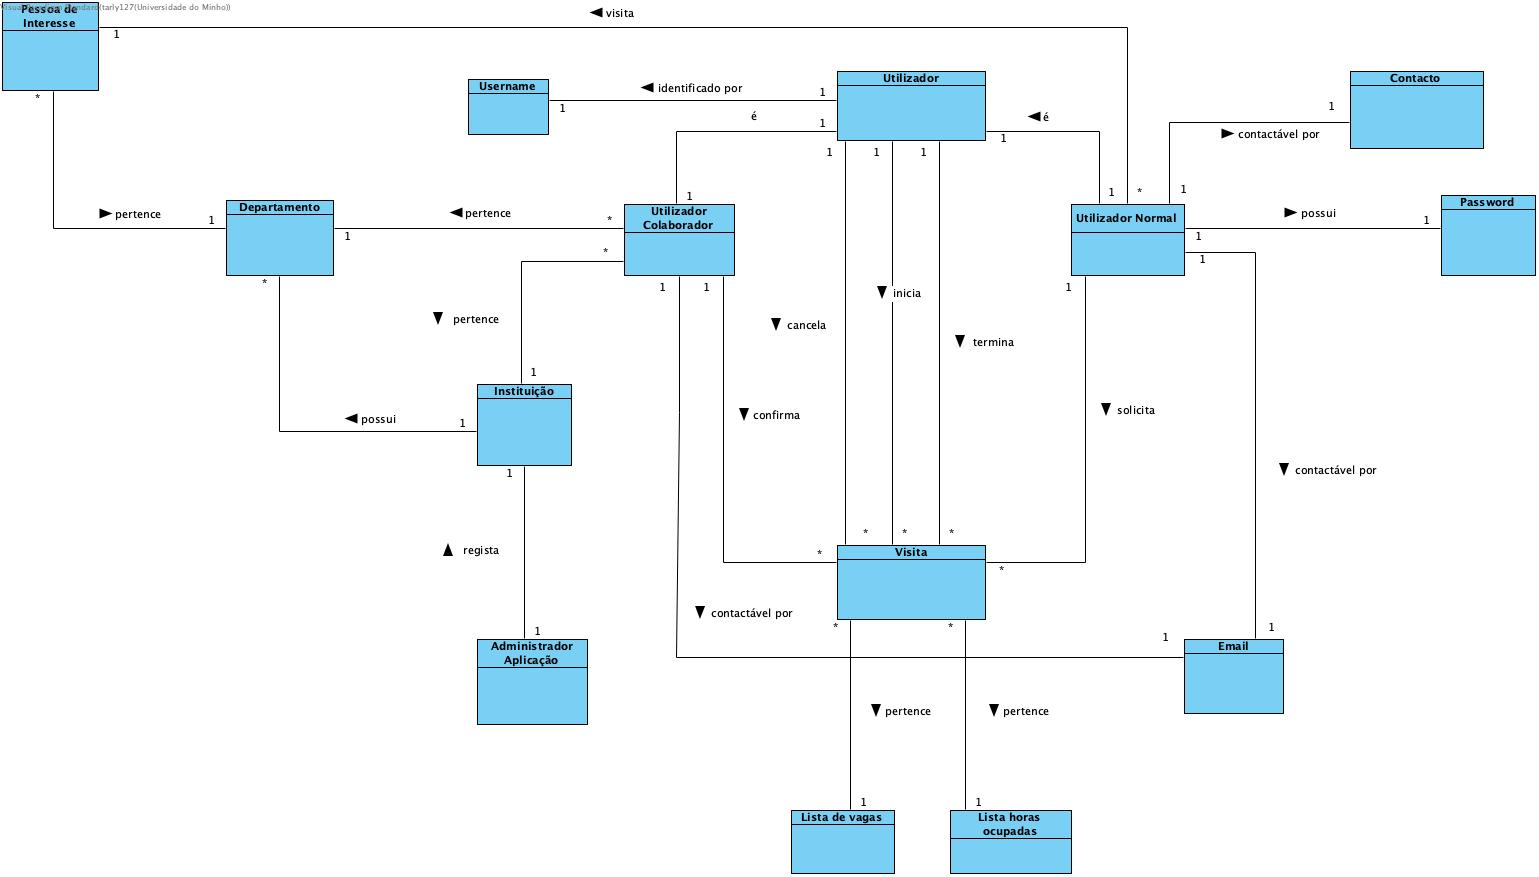 Pessoa de
Interesse
1
*
visita
Username
identificado por
1
1
Utilizador
é
1
é
1
1
1
1
Contacto
1
contactável por
pertence
1
Departamento
1
*
pertence
*
Utilizador
Colaborador
1
*
1
1
Utilizador Normal
1
*
1
1
1
1
possui
1
Password
pertence
1
cancela
inicia
termina
Instituição
possui
1
1
confirma
solicita
contactável por
regista
1
Administrador
Aplicação
*
*
*
*
*
Visita
*
*
contactável por
1
1
Email
pertence
pertence
1
Lista de vagas
1
Lista horas
ocupadas